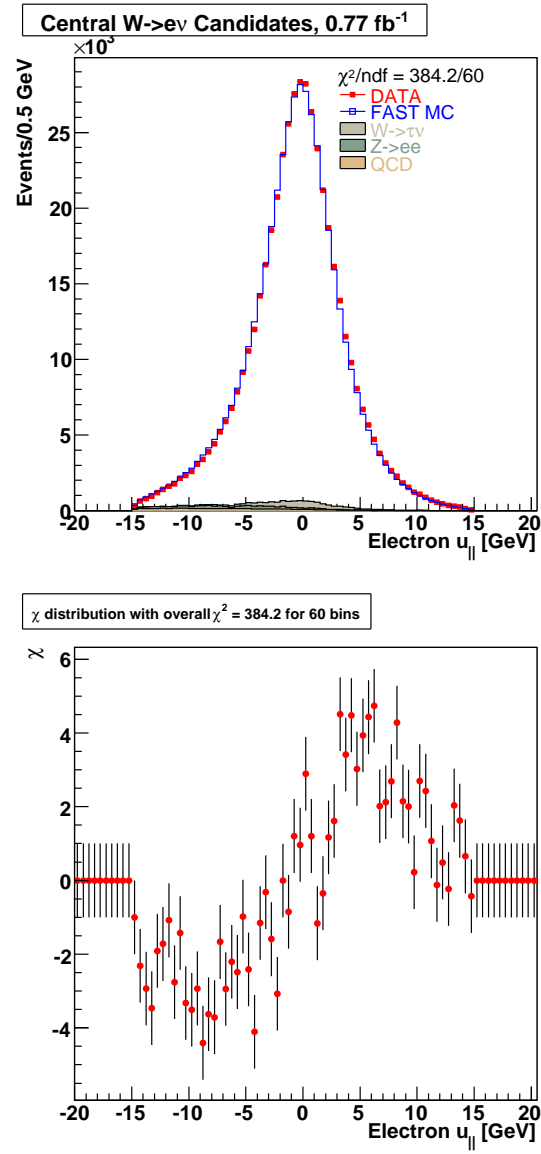 Central W->eν Candidates, 0.77 fb⁻¹
×10³
χ²/ndf = 384.2/60
DATA
FAST MC
W->τν
Z->ee
QCD
Events/0.5 GeV
25
20
15
10
5
0
-20 -15 -10 -5 0 5 10 15 20
Electron u|| [GeV]
χ distribution with overall χ² = 384.2 for 60 bins
χ
6
4
2
0
-2
-4
-20 -15 -10 -5 0 5 10 15 20
Electron u|| [GeV]